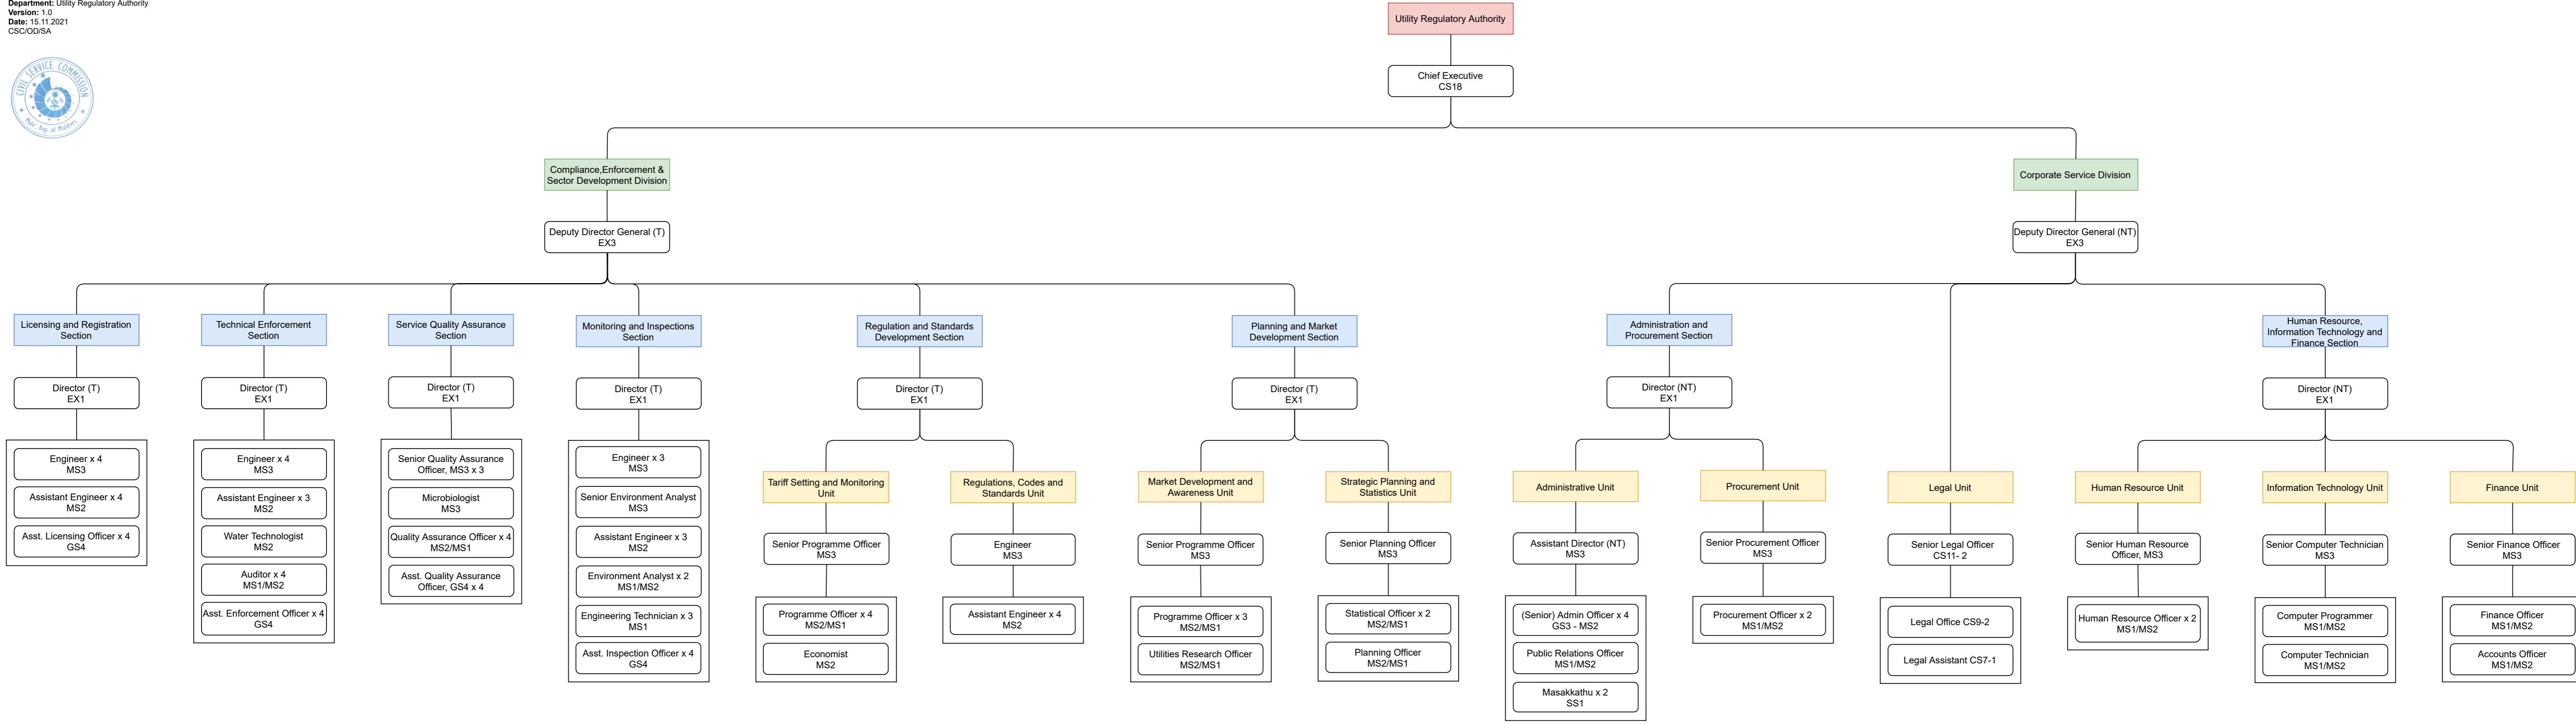 Department: Utility Regulatory Authority
Version: 1.0
Date: 15.11.2021
CSC/OD/SA
CIVIL SERVICE COMMISSION
Male', Rep. of Maldives
Utility Regulatory Authority
Chief Executive
CS18
Compliance,Enforcement &
Sector Development Division
Deputy Director General (T)
EX3
Corporate Service Division
Deputy Director General (NT)
EX3
Licensing and Registration
Section
Director (T)
EX1
Engineer x 4
MS3
Assistant Engineer x 4
MS2
Asst. Licensing Officer x 4
GS4
Technical Enforcement
Section
Director (T)
EX1
Engineer x 4
MS3
Assistant Engineer x 3
MS2
Water Technologist
MS2
Auditor x 4
MS1/MS2
Asst. Enforcement Officer x 4
GS4
Service Quality Assurance
Section
Director (T)
EX1
Senior Quality Assurance
Officer, MS3 x 3
Microbiologist
MS3
Quality Assurance Officer x 4
MS2/MS1
Asst. Quality Assurance
Officer, GS4 x 4
Monitoring and Inspections
Section
Director (T)
EX1
Engineer x 3
MS3
Senior Environment Analyst
MS3
Assistant Engineer x 3
MS2
Environment Analyst x 2
MS1/MS2
Engineering Technician x 3
MS1
Asst. Inspection Officer x 4
GS4
Regulation and Standards
Development Section
Director (T)
EX1
Tariff Setting and Monitoring
Unit
Senior Programme Officer
MS3
Programme Officer x 4
MS2/MS1
Economist
MS2
Regulations, Codes and
Standards Unit
Engineer
MS3
Assistant Engineer x 4
MS2
Planning and Market
Development Section
Director (T)
EX1
Market Development and
Awareness Unit
Senior Programme Officer
MS3
Programme Officer x 3
MS2/MS1
Utilities Research Officer
MS2/MS1
Strategic Planning and
Statistics Unit
Senior Planning Officer
MS3
Statistical Officer x 2
MS2/MS1
Planning Officer
MS2/MS1
Administration and
Procurement Section
Director (NT)
EX1
Administrative Unit
Assistant Director (NT)
MS3
(Senior) Admin Officer x 4
GS3 - MS2
Public Relations Officer
MS1/MS2
Masakkathu x 2
SS1
Procurement Unit
Senior Procurement Officer
MS3
Procurement Officer x 2
MS1/MS2
Legal Unit
Senior Legal Officer
CS11- 2
Legal Office CS9-2
Legal Assistant CS7-1
Human Resource,
Information Technology and
Finance Section
Director (NT)
EX1
Human Resource Unit
Senior Human Resource
Officer, MS3
Human Resource Officer x 2
MS1/MS2
Information Technology Unit
Senior Computer Technician
MS3
Computer Programmer
MS1/MS2
Computer Technician
MS1/MS2
Finance Unit
Senior Finance Officer
MS3
Finance Officer
MS1/MS2
Accounts Officer
MS1/MS2